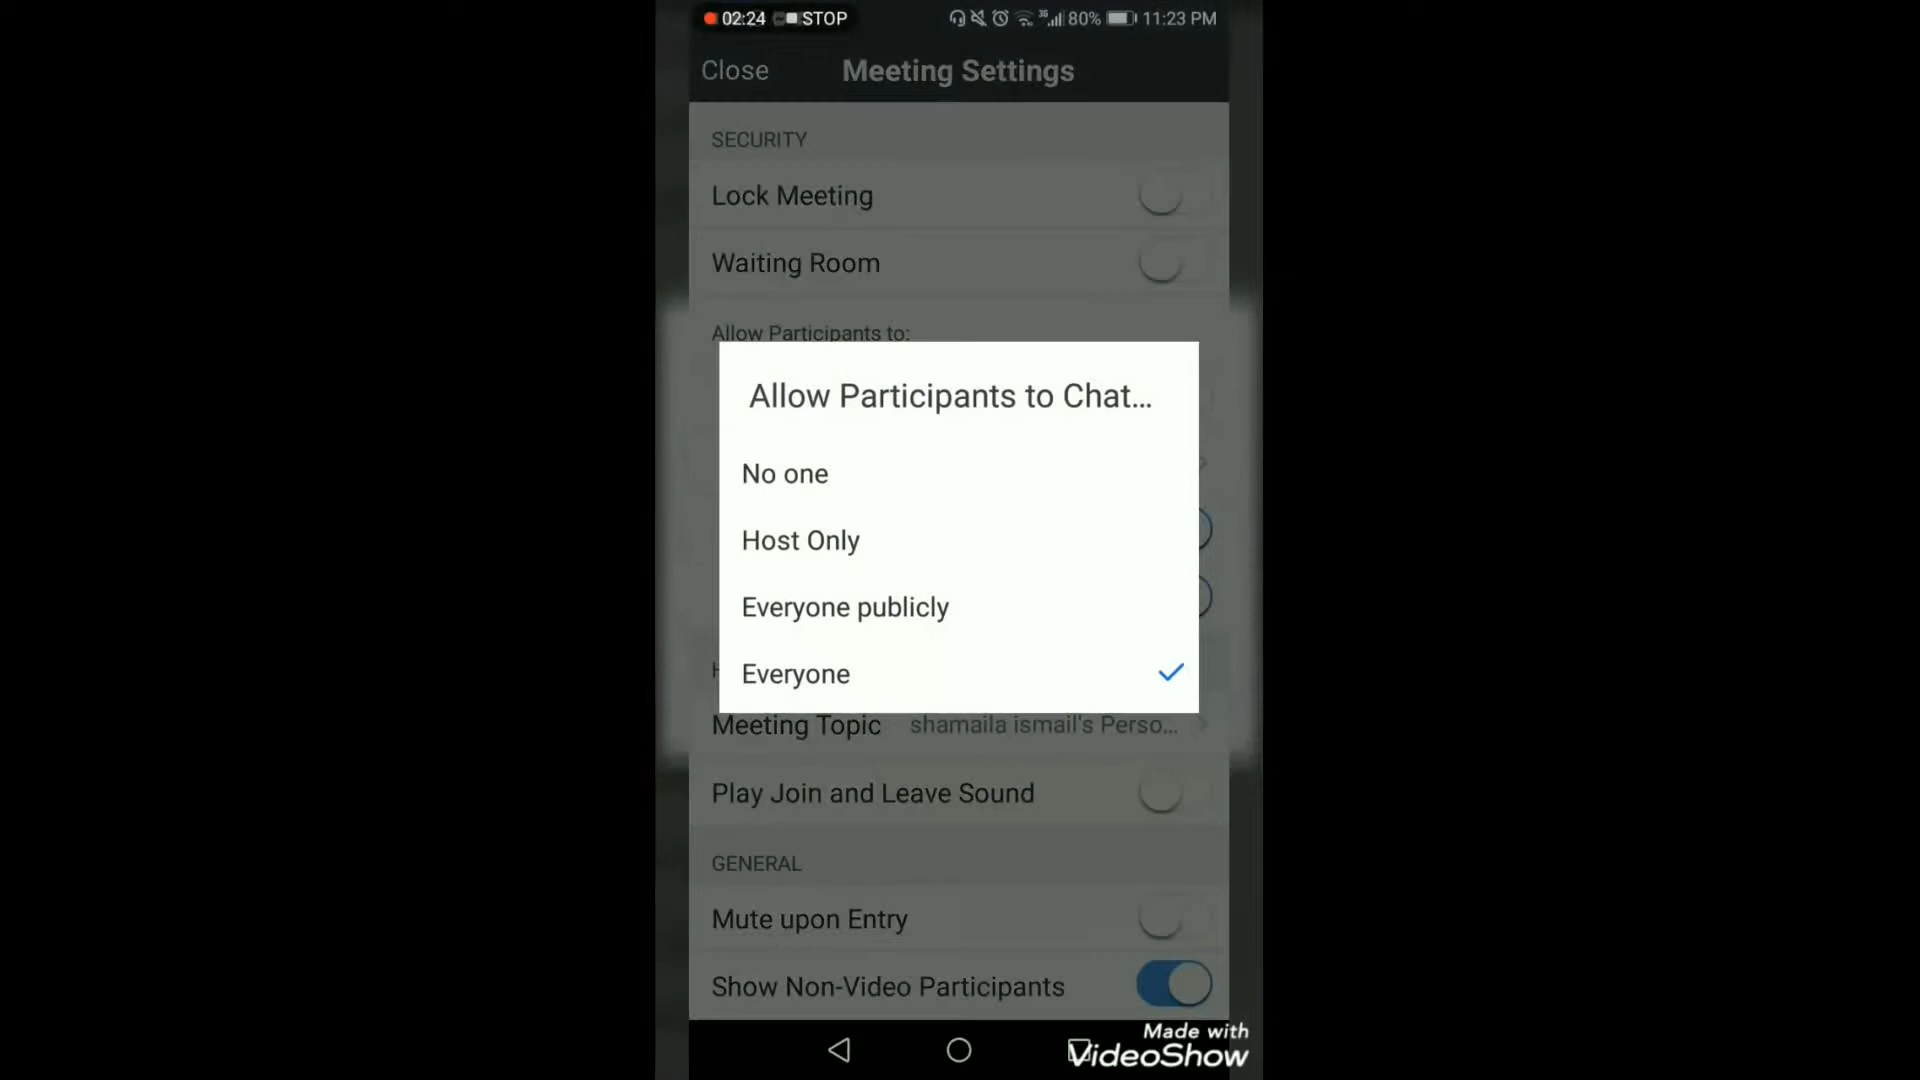 02:24 STOP 3G 80% 11:23 PM
Close Meeting Settings
SECURITY
Lock Meeting
Waiting Room
Allow Participants to:
Allow Participants to Chat...
No one
Host Only
Everyone publicly
Everyone
Meeting Topic shamaila ismail's Perso...
Play Join and Leave Sound
GENERAL
Mute upon Entry
Show Non-Video Participants
Made with
VideoShow